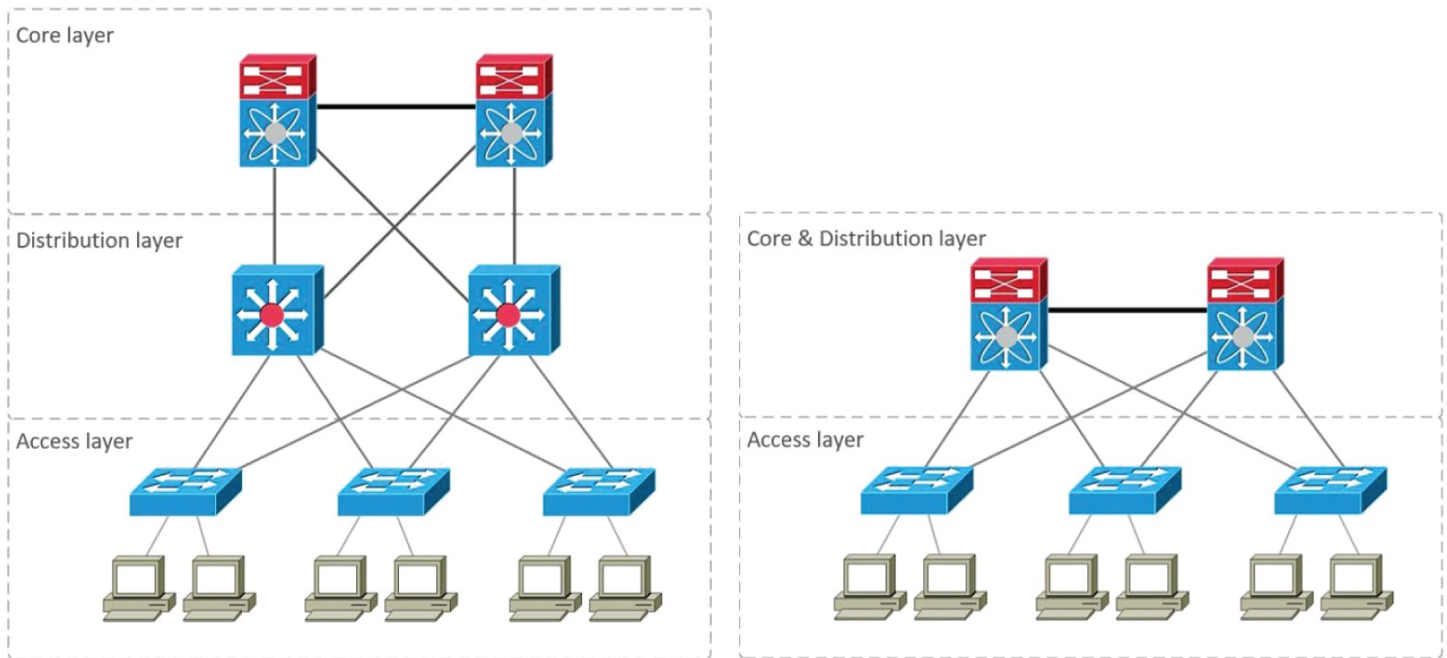 Core layer
Distribution layer
Access layer
Core & Distribution layer
Access layer